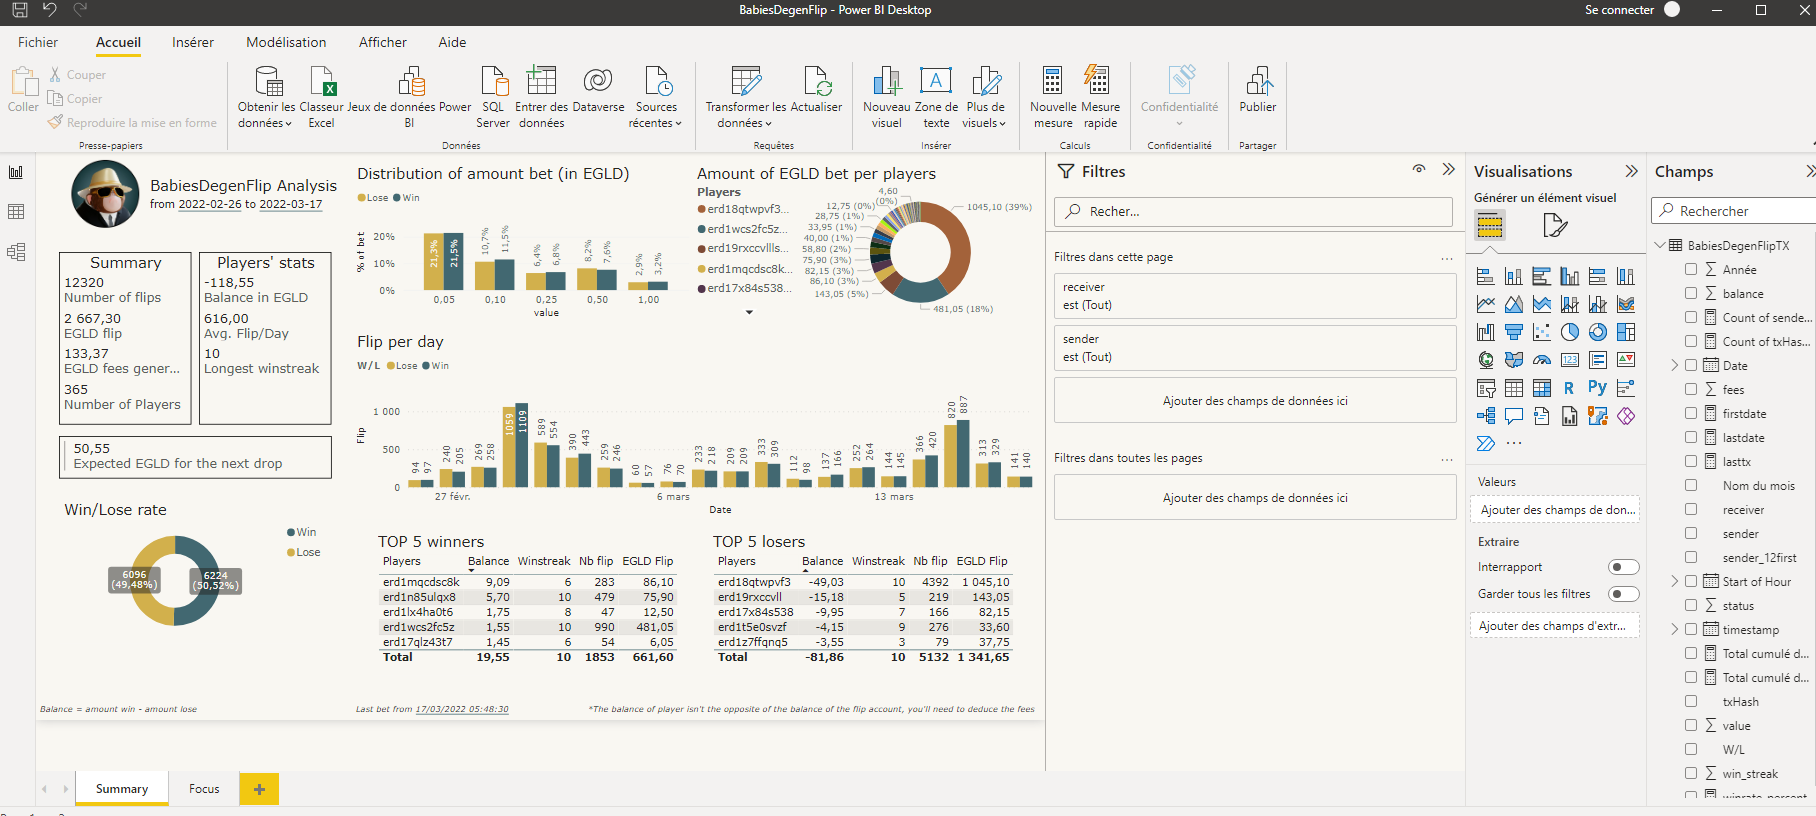 BabiesDegenFlip - Power BI Desktop
Se connecter
Fichier
Accueil
Insérer
Modélisation
Afficher
Aide
Coller
Couper
Copier
Reproduire la mise en forme
Presse-papiers
Obtenir les données
Classeur Excel
Jeux de données Power BI
SQL Server
Entrer des données
Dataverse
Sources récentes
Données
Transformer les données
Actualiser
Requêtes
Nouveau visuel
Zone de texte
Plus de visuels
Insérer
Nouvelle mesure
Mesure rapide
Calculs
Confidentialité
Confidentialité
Publier
Partager
BabiesDegenFlip Analysis
from 2022-02-26 to 2022-03-17
Summary
12320
Number of flips
2 667,30
EGLD flip
133,37
EGLD fees gener...
365
Number of Players
Players' stats
-118,55
Balance in EGLD
616,00
Avg. Flip/Day
10
Longest winstreak
50,55
Expected EGLD for the next drop
Win/Lose rate
Win
Lose
6096
(49,48%)
6224
(50,52%)
Distribution of amount bet (in EGLD)
Lose Win
% of bet
20%
10%
0%
21,3% 21,5% 10,7% 11,5% 6,4% 6,8% 8,2% 7,6% 2,9% 3,2%
0,05 0,10 0,25 0,50 1,00
value
Amount of EGLD bet per players
Players
erd18qtwpvf3...
erd1wcs2fc5z...
erd19rxccvlls...
erd1mqcdsc8k...
erd17x84s538...
4,60 (0%)
12,75 (0%)
28,75 (1%)
33,95 (1%)
40,00 (1%)
58,80 (2%)
75,90 (3%)
82,15 (3%)
86,10 (3%)
143,05 (5%)
1045,10 (39%)
481,05 (18%)
Flip per day
W/L Lose Win
Flip
1 000
500
0
94 97 240 205 269 258 1059 1109 589 554 390 443 259 246 60 57 76 70 233 218 209 209 333 309 112 98 137 166 252 264 144 145 366 420 820 887 313 329 141 140
27 févr. 6 mars 13 mars
Date
TOP 5 winners
Players Balance Winstreak Nb flip EGLD Flip
erd1mqcdsc8k 9,09 6 283 86,10
erd1n85ulqx8 5,70 10 479 75,90
erd1lx4ha0t6 1,75 8 47 12,50
erd1wcs2fc5z 1,55 10 990 481,05
erd17qlz43t7 1,45 6 54 6,05
Total 19,55 10 1853 661,60
TOP 5 losers
Players Balance Winstreak Nb flip EGLD Flip
erd18qtwpvf3 -49,03 10 4392 1 045,10
erd19rxccvll -15,18 5 219 143,05
erd17x84s538 -9,95 7 166 82,15
erd1t5e0svzf -4,15 9 276 33,60
erd1z7ffqnq5 -3,55 3 79 37,75
Total -81,86 10 5132 1 341,65
Balance = amount win - amount lose
Last bet from 17/03/2022 05:48:30
*The balance of player isn't the opposite of the balance of the flip account, you'll need to deduce the fees
Summary
Focus
Filtres
Recher...
Filtres dans cette page
receiver
est (Tout)
sender
est (Tout)
Ajouter des champs de données ici
Filtres dans toutes les pages
Ajouter des champs de données ici
Visualisations
Générer un élément visuel
R
Py
Valeurs
Ajouter des champs de don...
Extraire
Interrapport
Garder tous les filtres
Ajouter des champs d'extr...
Champs
Rechercher
BabiesDegenFlipTX
Année
balance
Count of sende...
Count of txHas...
Date
fees
firstdate
lastdate
lasttx
Nom du mois
receiver
sender
sender_12first
Start of Hour
status
timestamp
Total cumulé d...
Total cumulé d...
txHash
value
W/L
win_streak
winrate_percent